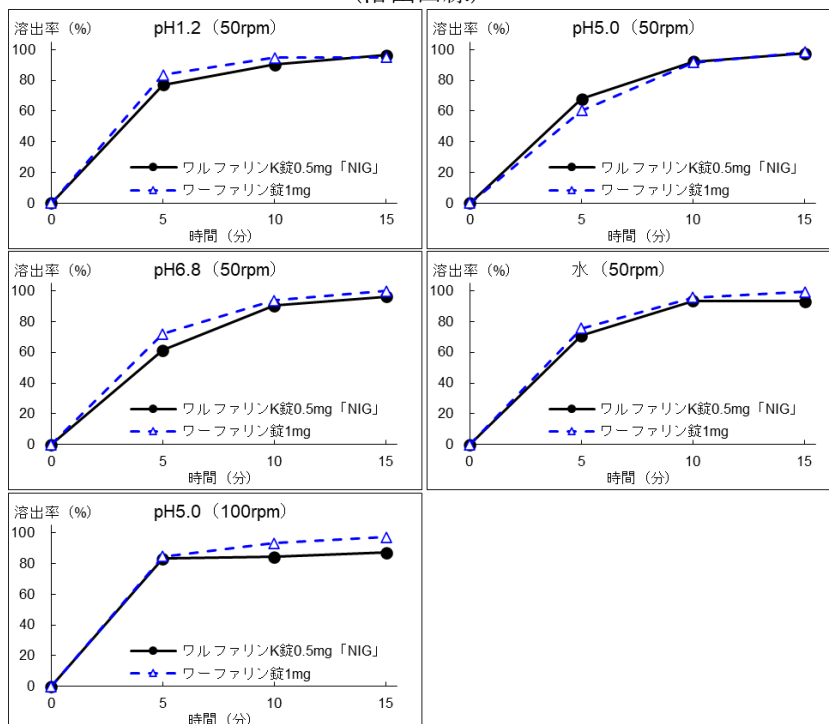 溶出率 (%) pH1.2（50rpm）
100
80
60
40
20
0
ワルファリンK錠0.5mg「NIG」
ワーファリン錠1mg
0 5 10 15
時間（分）
溶出率 (%) pH5.0（50rpm）
100
80
60
40
20
0
ワルファリンK錠0.5mg「NIG」
ワーファリン錠1mg
0 5 10 15
時間（分）
溶出率 (%) pH6.8（50rpm）
100
80
60
40
20
0
ワルファリンK錠0.5mg「NIG」
ワーファリン錠1mg
0 5 10 15
時間（分）
溶出率 (%) 水（50rpm）
100
80
60
40
20
0
ワルファリンK錠0.5mg「NIG」
ワーファリン錠1mg
0 5 10 15
時間（分）
溶出率 (%) pH5.0（100rpm）
100
80
60
40
20
0
ワルファリンK錠0.5mg「NIG」
ワーファリン錠1mg
0 5 10 15
時間（分）